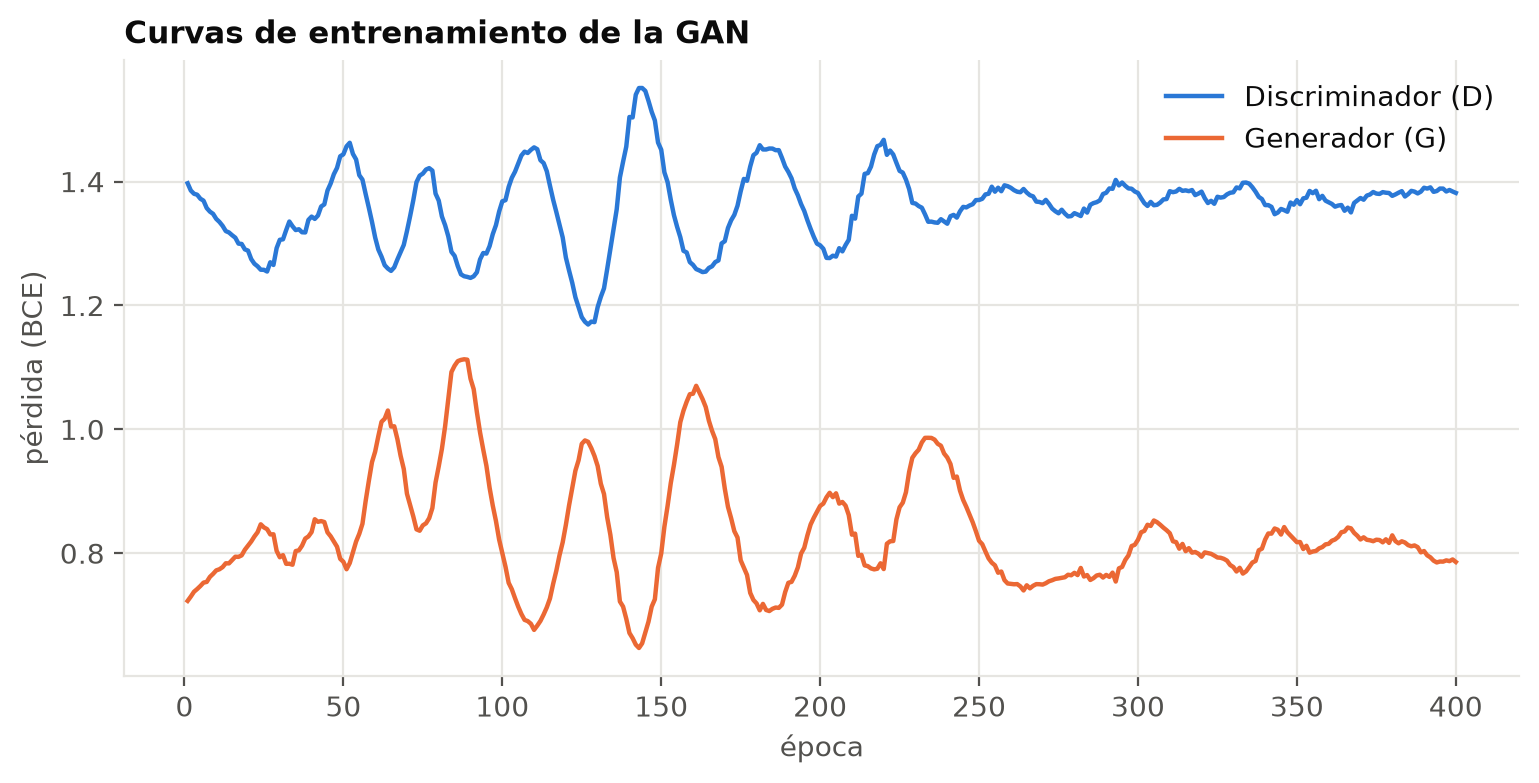 Curvas de entrenamiento de la GAN
Discriminador (D)
Generador (G)
pérdida (BCE)
1.4
1.2
1.0
0.8
0 50 100 150 200 250 300 350 400
época